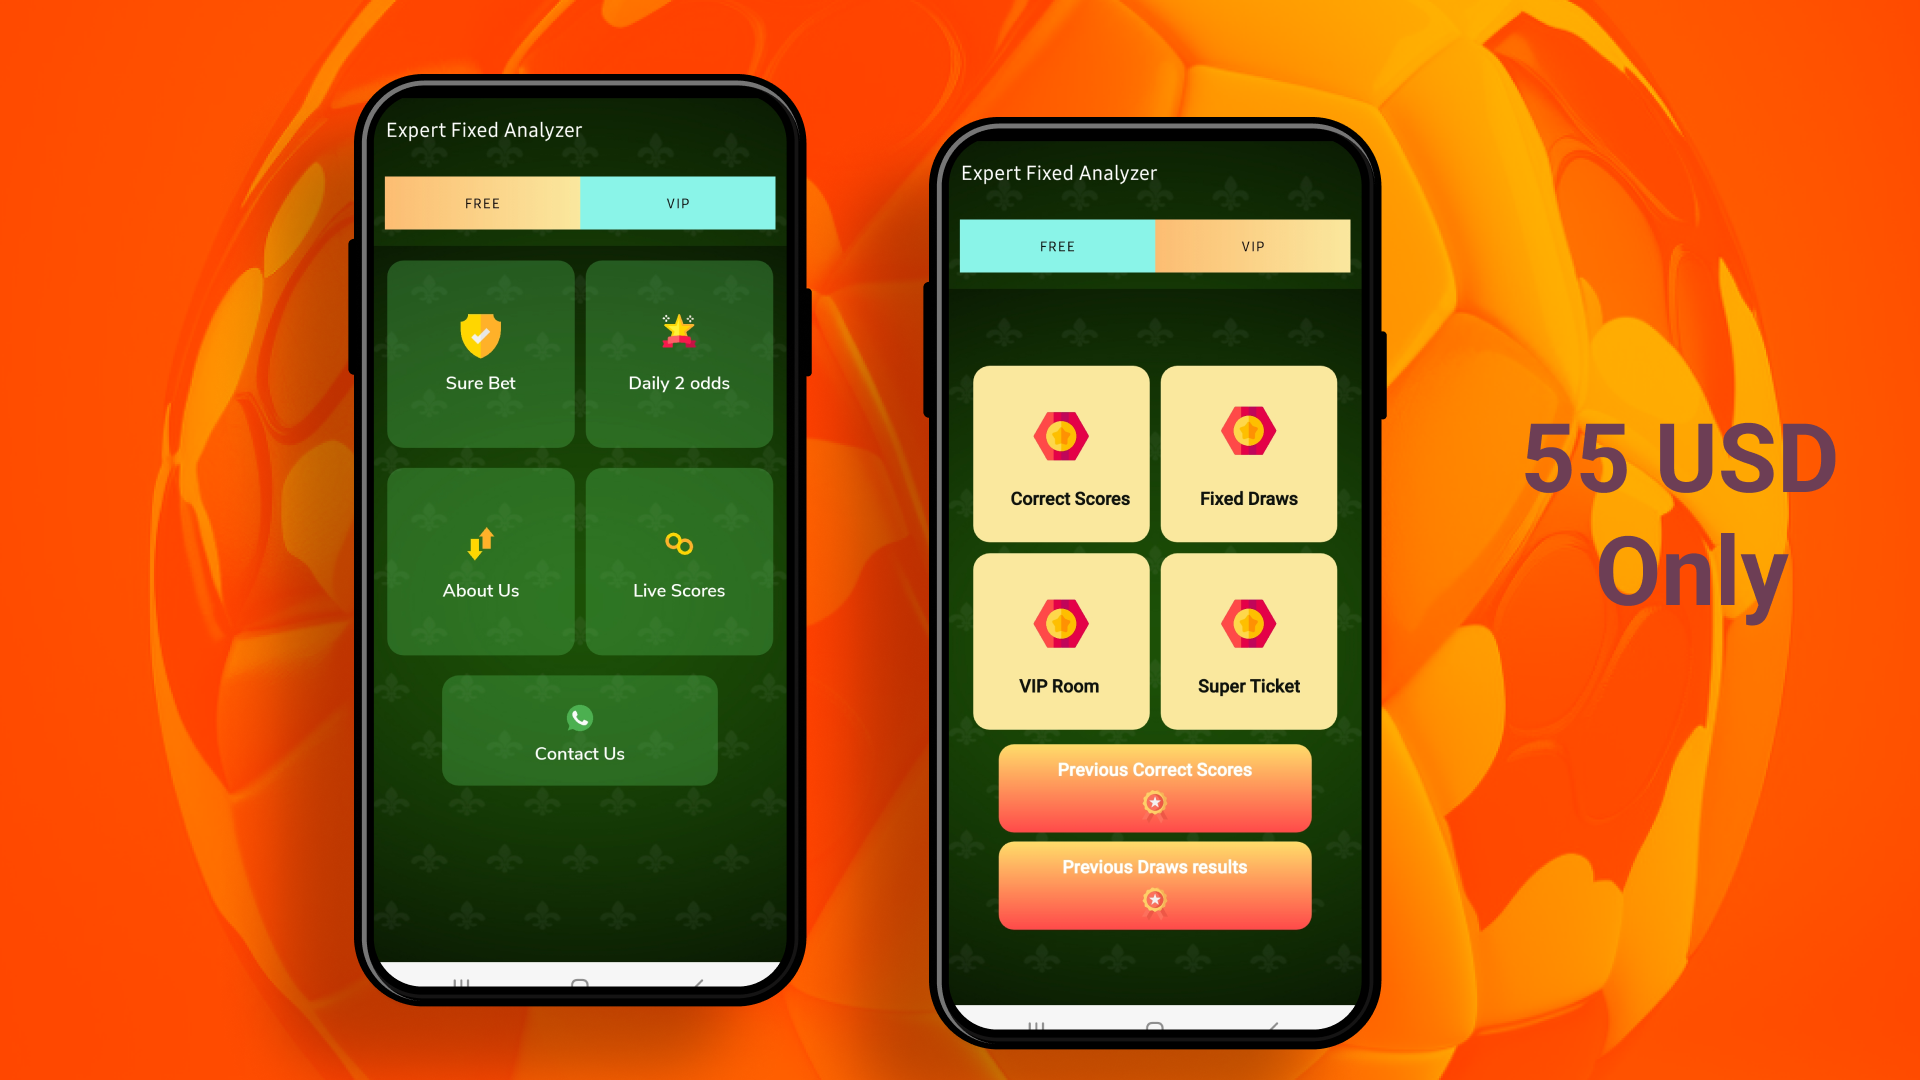 Expert Fixed Analyzer
FREE
VIP
Sure Bet
Daily 2 odds
About Us
Live Scores
Contact Us
Expert Fixed Analyzer
FREE
VIP
Correct Scores
Fixed Draws
VIP Room
Super Ticket
Previous Correct Scores
Previous Draws results
55 USD
Only